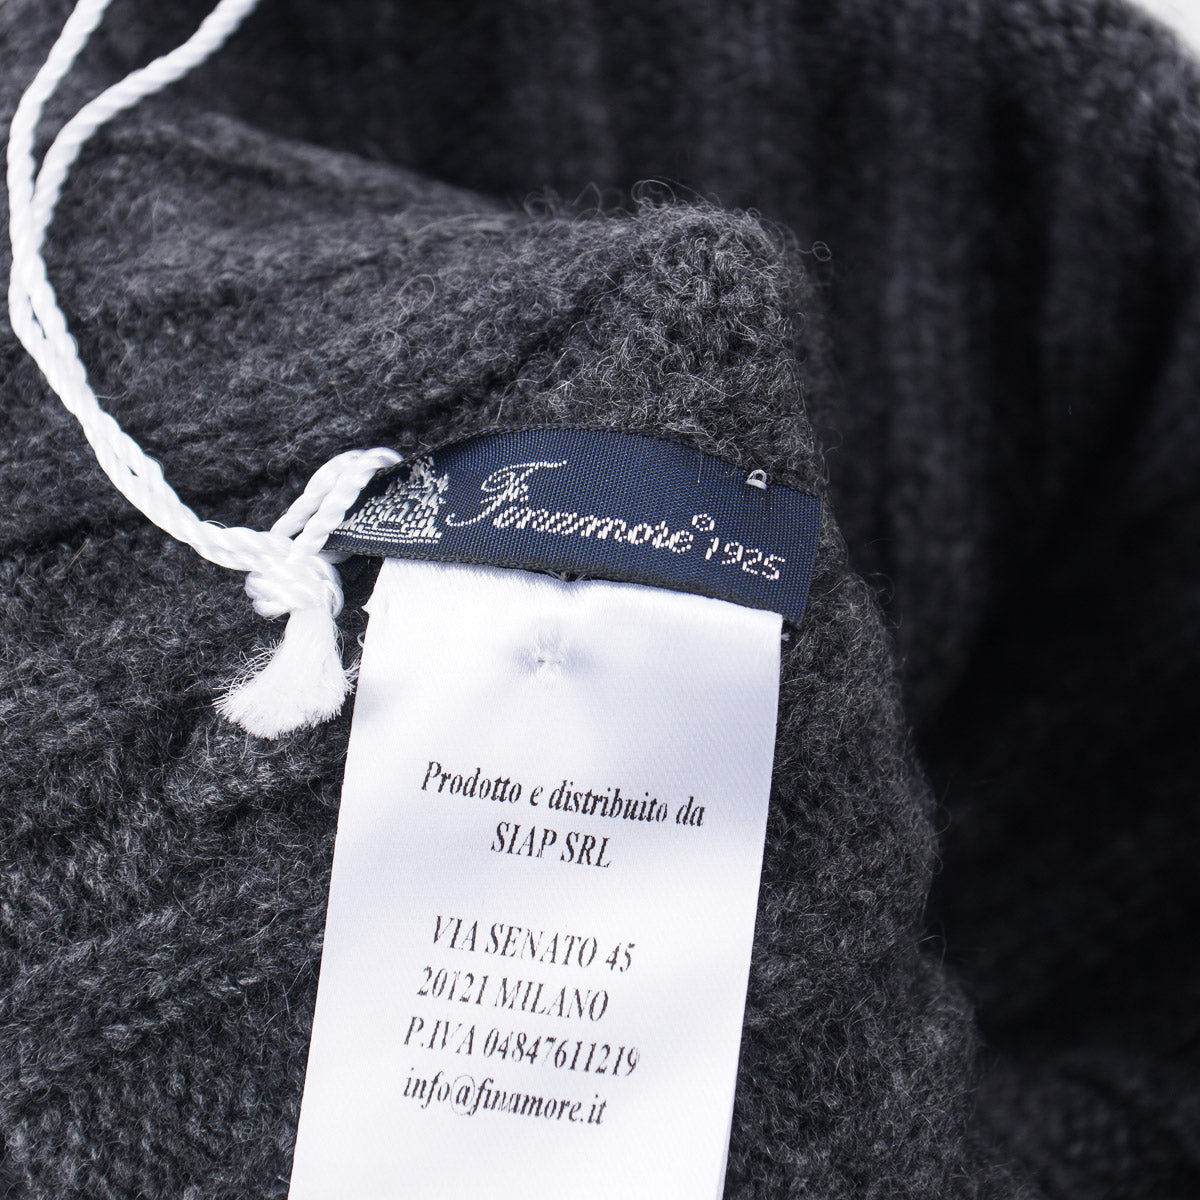 Finamore® 1925
Prodotto e distribuito da
SIAP SRL
VIA SENATO 45
20121 MILANO
P.IVA 04847611219
info@finamore.it